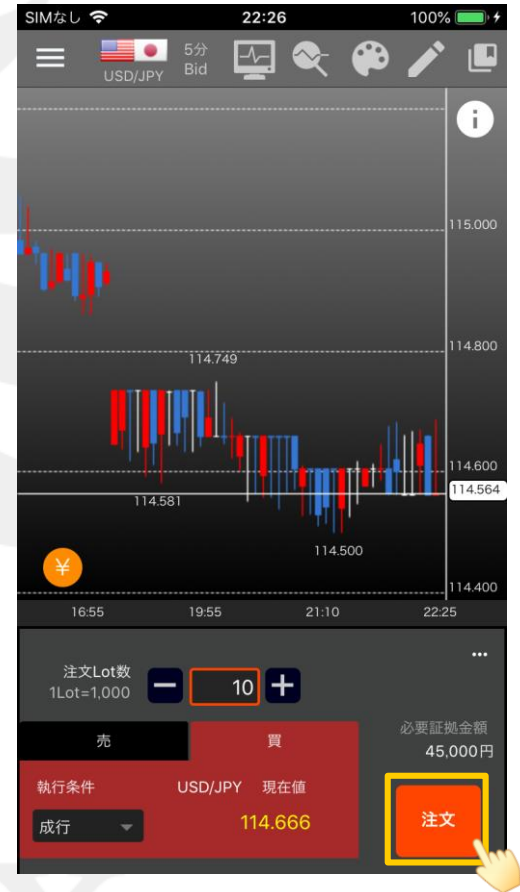 SIMなし 22:26 100%
USD/JPY
5分
Bid
115.000
114.800
114.749
114.600
114.564
114.581
114.500
¥
114.400
16:55 19:55 21:10 22:25
注文Lot数
1Lot=1,000
10
売 買
必要証拠金額
45,000円
執行条件 USD/JPY 現在値
成行 114.666
注文